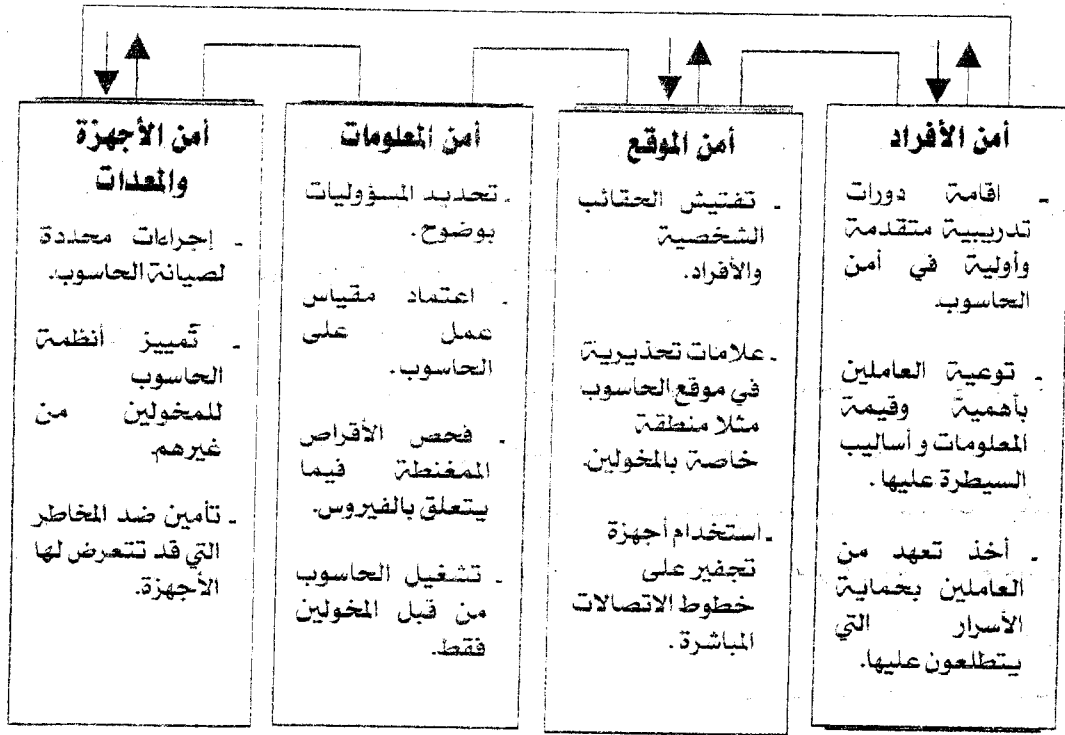 أمن الأفراد
- اقامة دورات
تدريبية متقدمة
وأولية في أمن
الحاسوب.
- توعية العاملين
بأهمية وقيمة
المعلومات و أساليب
السيطرة عليها.
- أخذ تعهد من
العاملين بحماية
الأسرار التي
يتطلعون عليها.
أمن الموقع
- تفتيش الحقائب
الشخصية
والأفراد.
- علامات تحذيرية
في موقع الحاسوب
مثلا منطقة
خاصة بالمخولين.
- استخدام أجهزة
تجفير على
خطوط الاتصالات
المباشرة.
أمن المعلومات
- تحديد المسؤوليات
بوضوح.
- اعتماد مقياس
عمل على
الحاسوب.
- فحص الأقراص
الممغنطة فيما
يتعلق بالفيروس.
- تشغيل الحاسوب
من قبل المخولين
فقط.
أمن الأجهزة
والمعدات
- إجراءات محددة
لصيانة الحاسوب.
- تمييز أنظمة
الحاسوب
للمخولين من
غيرهم.
- تأمين ضد المخاطر
التي قد تتعرض لها
الأجهزة.